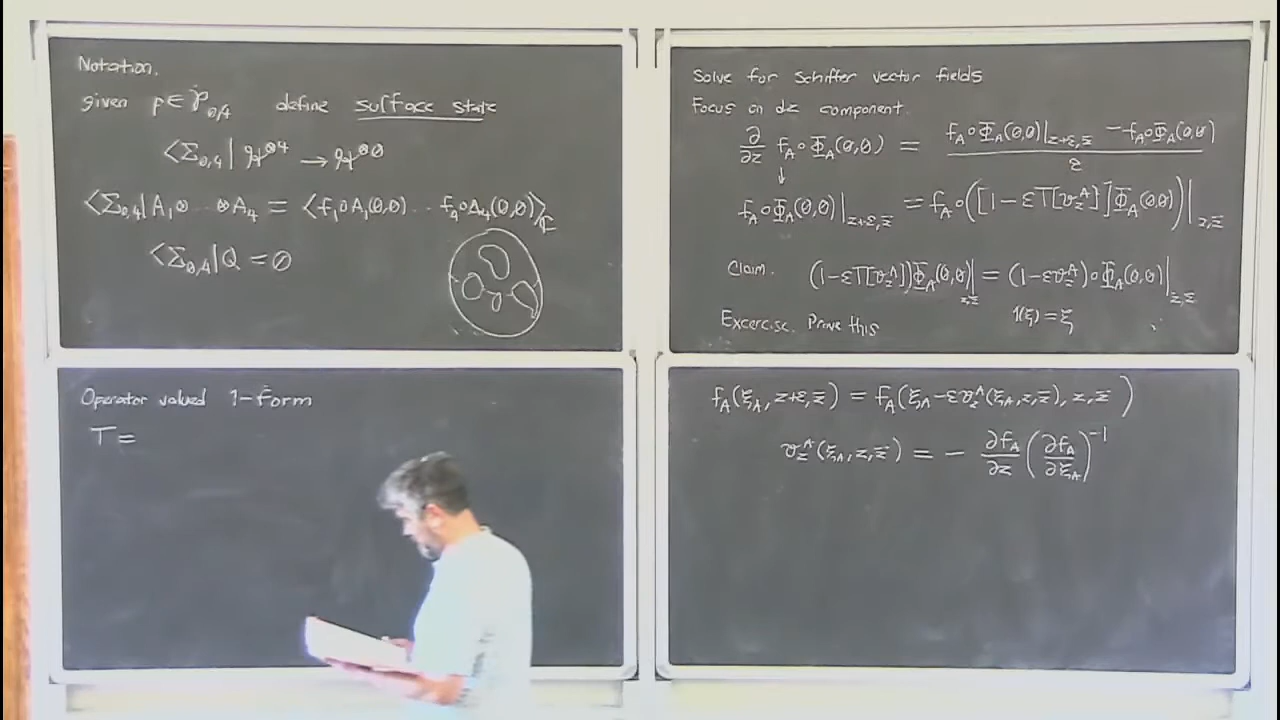 Notation.
given p ∈ 𝒫̇₀,₄ define surface state
⟨Σ₀,₄| ℋ^⊗4 → ℋ^⊗0
⟨Σ₀,₄|A₁⊗ ... ⊗A₄ = ⟨f₁∘A₁(0,0) ... f₄∘A₄(0,0)⟩_ℂ
⟨Σ₀,₄|Q = 0
Operator valued 1-form
T =
Solve for Schiffer vector fields
Focus on dz component.
∂/∂z f_A∘Φ_A(0,0) = (f_A∘Φ_A(0,0)|_{z+ε,z̄} − f_A∘Φ_A(0,0))/ε
↓
f_A∘Φ_A(0,0)|_{z+ε,z̄} = f_A∘([1−εT[v_z^A]]Φ_A(0,0))|_{z,z̄}
Claim. (1−εT[v_z^A])Φ_A(0,0)|_{z,z̄} = (1−εv_z^A)∘Φ_A(0,0)|_{z,z̄}
1(ξ) = ξ
Excercise. Prove this
f_A(ξ_A, z+ε, z̄) = f_A(ξ_A−εv_z^A(ξ_A,z,z̄), z, z̄)
v_z^A(ξ_A,z,z̄) = − ∂f_A/∂z (∂f_A/∂ξ_A)^{−1}